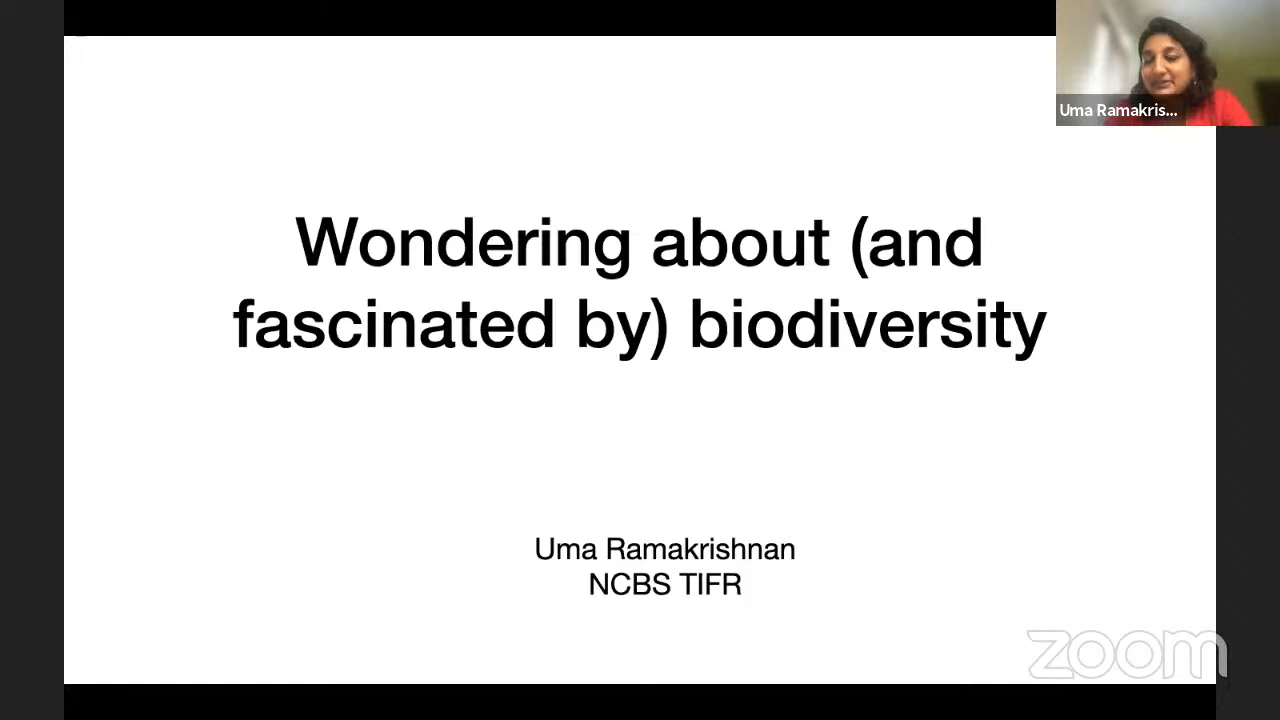 Uma Ramakris...
Wondering about (and
fascinated by) biodiversity
Uma Ramakrishnan
NCBS TIFR
zoom